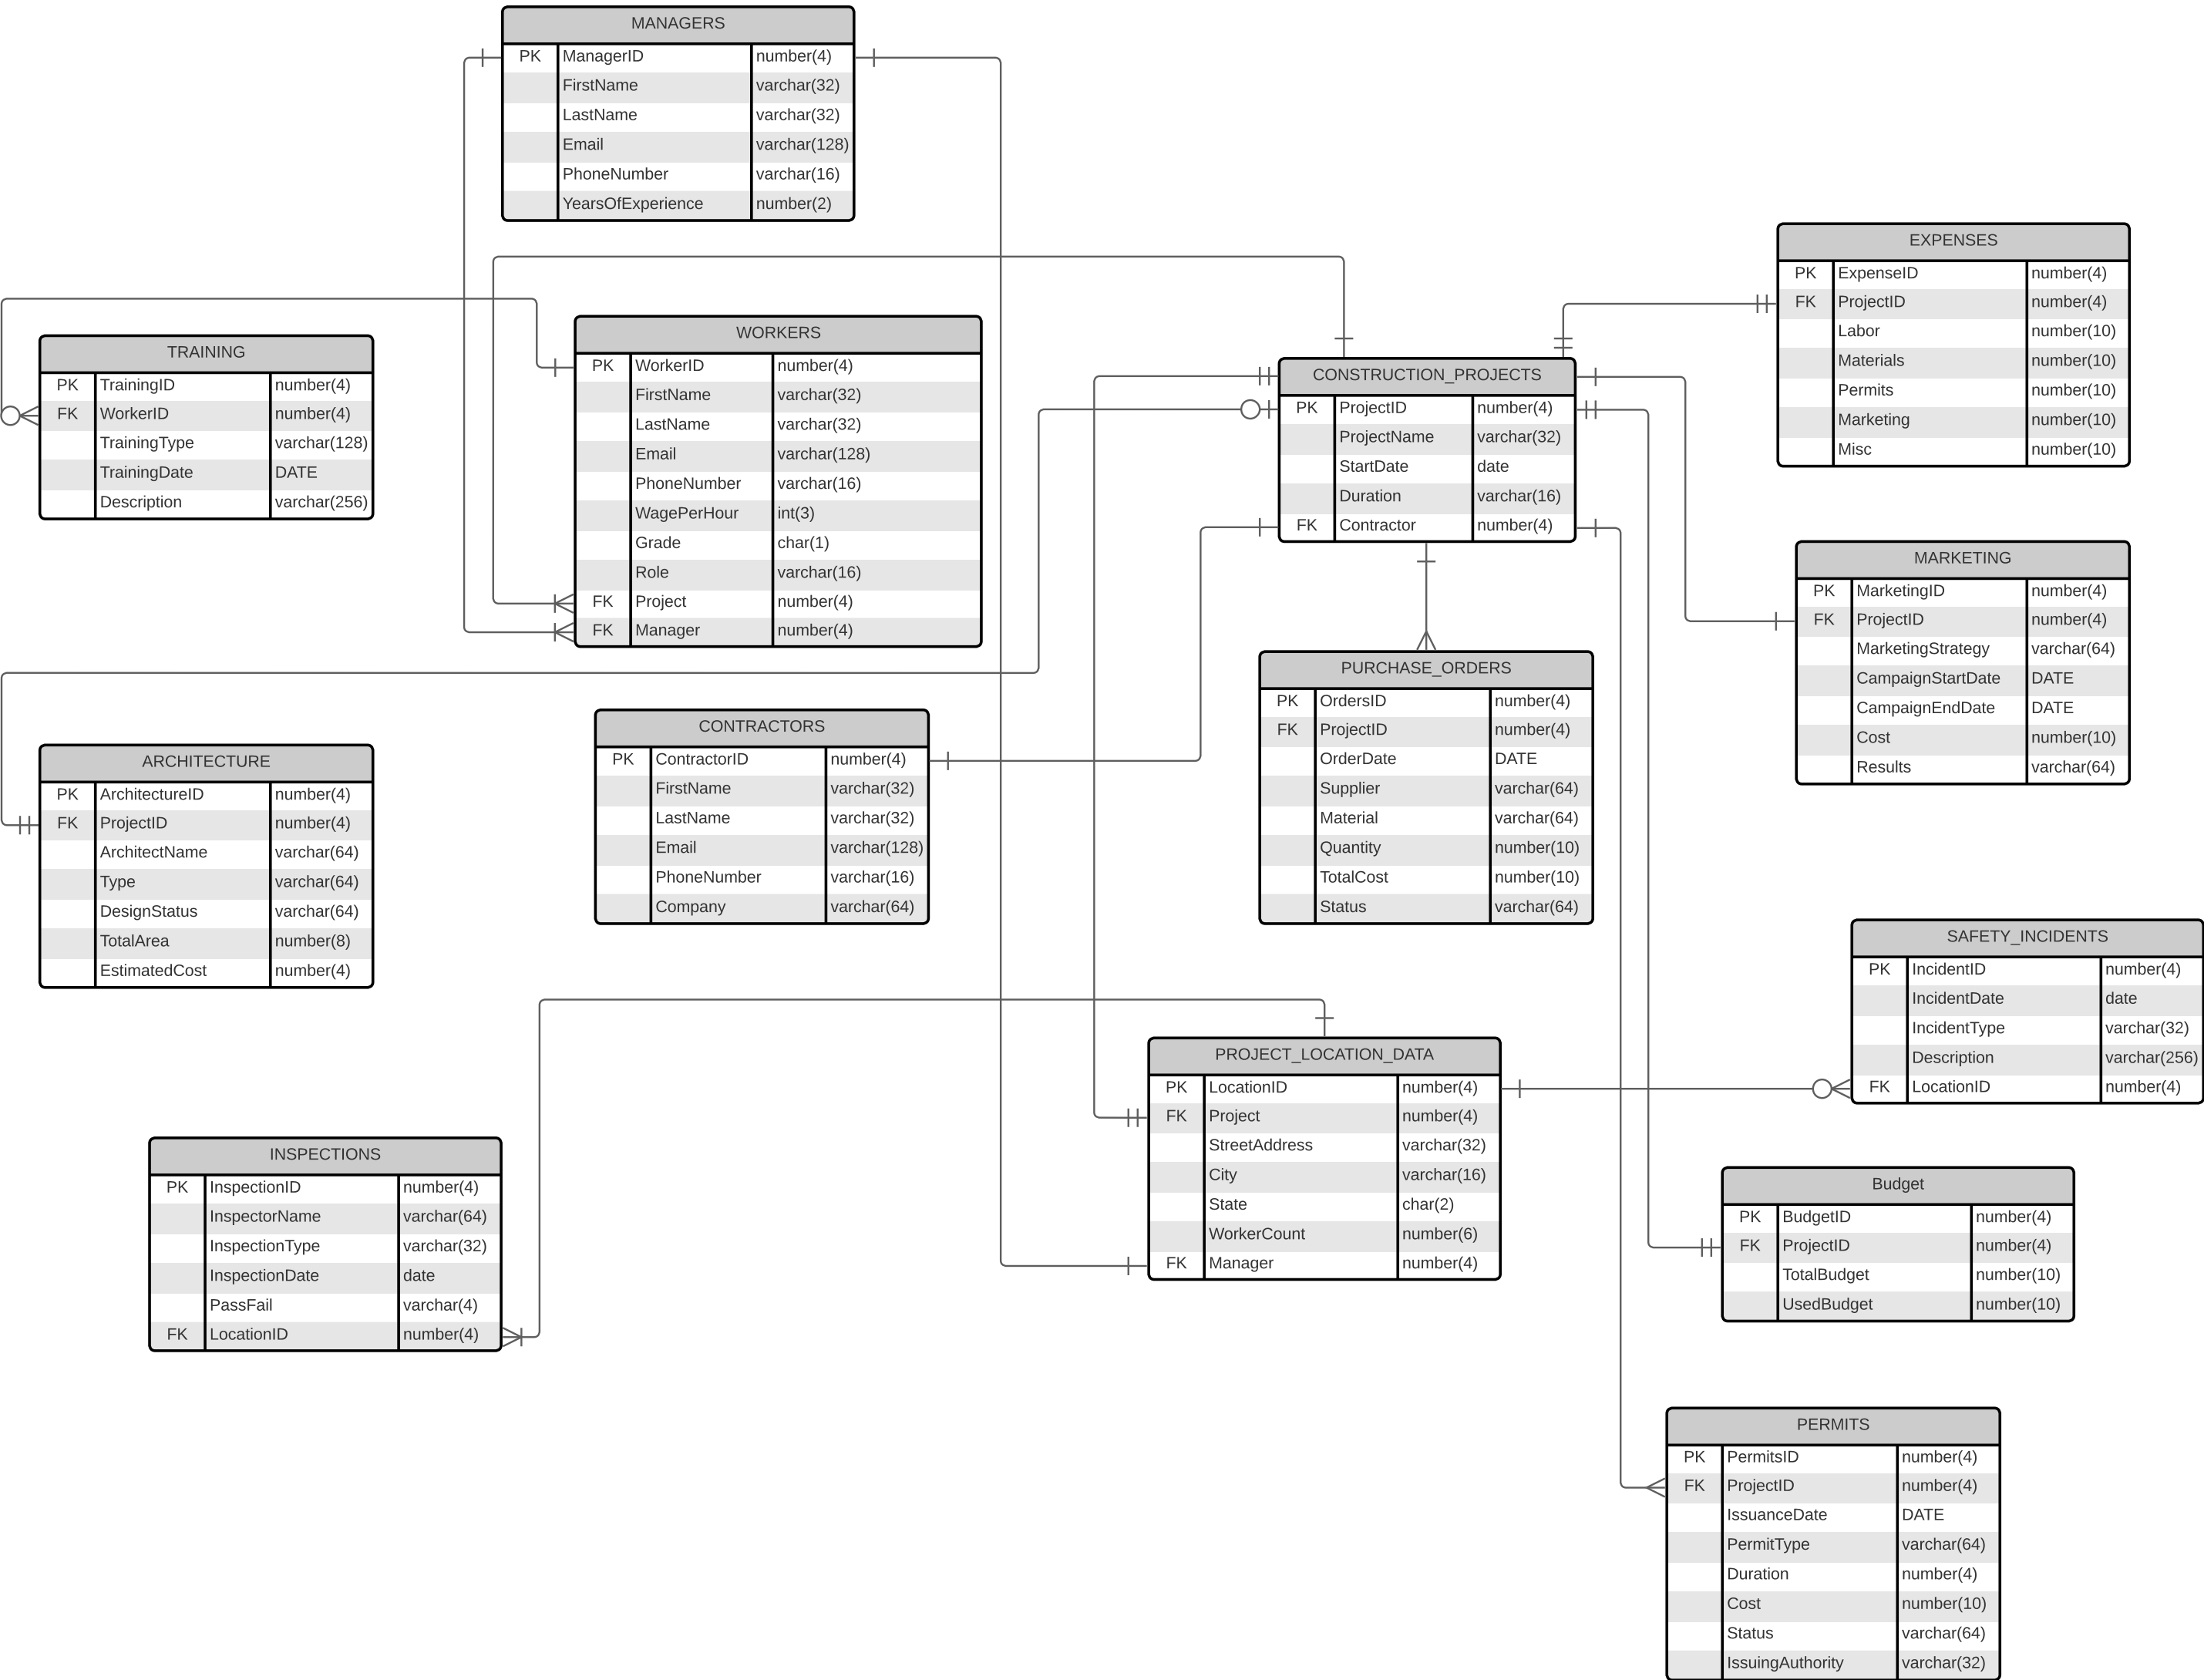 MANAGERS
PK ManagerID number(4)
FirstName varchar(32)
LastName varchar(32)
Email varchar(128)
PhoneNumber varchar(16)
YearsOfExperience number(2)
EXPENSES
PK ExpenseID number(4)
FK ProjectID number(4)
Labor number(10)
Materials number(10)
Permits number(10)
Marketing number(10)
Misc number(10)
TRAINING
PK TrainingID number(4)
FK WorkerID number(4)
TrainingType varchar(128)
TrainingDate DATE
Description varchar(256)
WORKERS
PK WorkerID number(4)
FirstName varchar(32)
LastName varchar(32)
Email varchar(128)
PhoneNumber varchar(16)
WagePerHour int(3)
Grade char(1)
Role varchar(16)
FK Project number(4)
FK Manager number(4)
CONSTRUCTION_PROJECTS
PK ProjectID number(4)
ProjectName varchar(32)
StartDate date
Duration varchar(16)
FK Contractor number(4)
MARKETING
PK MarketingID number(4)
FK ProjectID number(4)
MarketingStrategy varchar(64)
CampaignStartDate DATE
CampaignEndDate DATE
Cost number(10)
Results varchar(64)
ARCHITECTURE
PK ArchitectureID number(4)
FK ProjectID number(4)
ArchitectName varchar(64)
Type varchar(64)
DesignStatus varchar(64)
TotalArea number(8)
EstimatedCost number(4)
CONTRACTORS
PK ContractorID number(4)
FirstName varchar(32)
LastName varchar(32)
Email varchar(128)
PhoneNumber varchar(16)
Company varchar(64)
PURCHASE_ORDERS
PK OrdersID number(4)
FK ProjectID number(4)
OrderDate DATE
Supplier varchar(64)
Material varchar(64)
Quantity number(10)
TotalCost number(10)
Status varchar(64)
SAFETY_INCIDENTS
PK IncidentID number(4)
IncidentDate date
IncidentType varchar(32)
Description varchar(256)
FK LocationID number(4)
PROJECT_LOCATION_DATA
PK LocationID number(4)
FK Project number(4)
StreetAddress varchar(32)
City varchar(16)
State char(2)
WorkerCount number(6)
FK Manager number(4)
INSPECTIONS
PK InspectionID number(4)
InspectorName varchar(64)
InspectionType varchar(32)
InspectionDate date
PassFail varchar(4)
FK LocationID number(4)
Budget
PK BudgetID number(4)
FK ProjectID number(4)
TotalBudget number(10)
UsedBudget number(10)
PERMITS
PK PermitsID number(4)
FK ProjectID number(4)
IssuanceDate DATE
PermitType varchar(64)
Duration number(4)
Cost number(10)
Status varchar(64)
IssuingAuthority varchar(32)